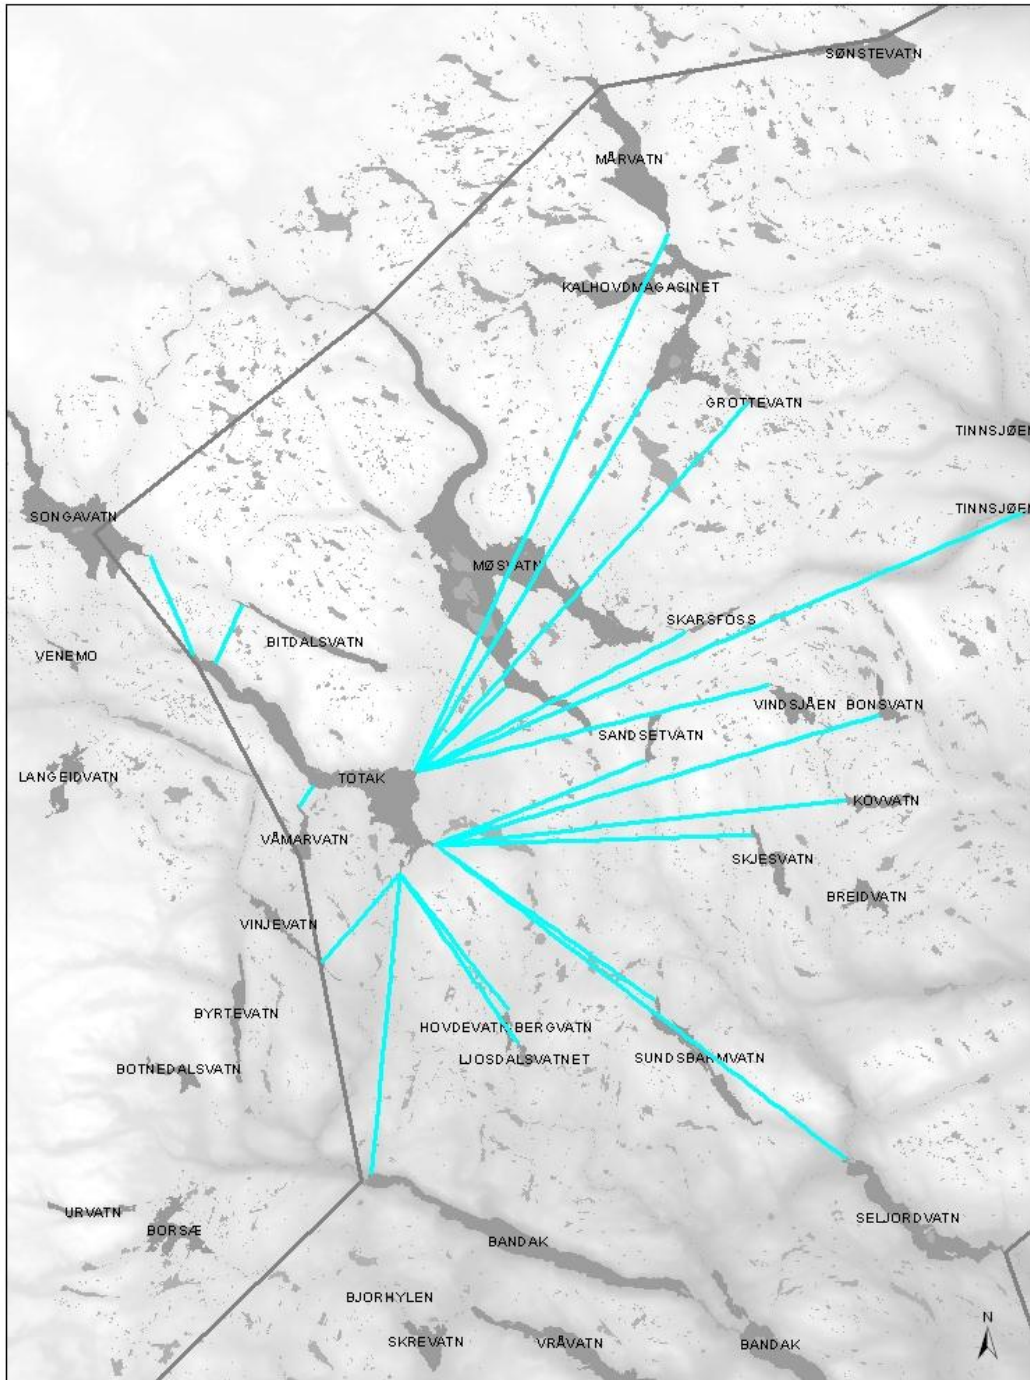 SØNSTEVATN
MÅRVATN
KALHOVDMAGASINET
GROTTEVATN
TINNSJØEN
TINNSJØEN
SONGAVATN
MØSVATN
SKARSFOSS
BITDALSVATN
VENEMO
VINDSJÅEN BONSVATN
SANDSETVATN
LANGEIDVATN
TOTAK
KOVVATN
VÅMARVATN
SKJESVATN
BREIDVATN
VINJEVATN
BYRTEVATN
HOVDEVATN BERGVATN
LJOSDALSVATNET
SUNDSBARMVATN
BOTNEDALSVATN
URVATN
BORSÆ
SELJORDVATN
BANDAK
BJORHYLEN
SKREVATN
VRÅVATN
BANDAK
N